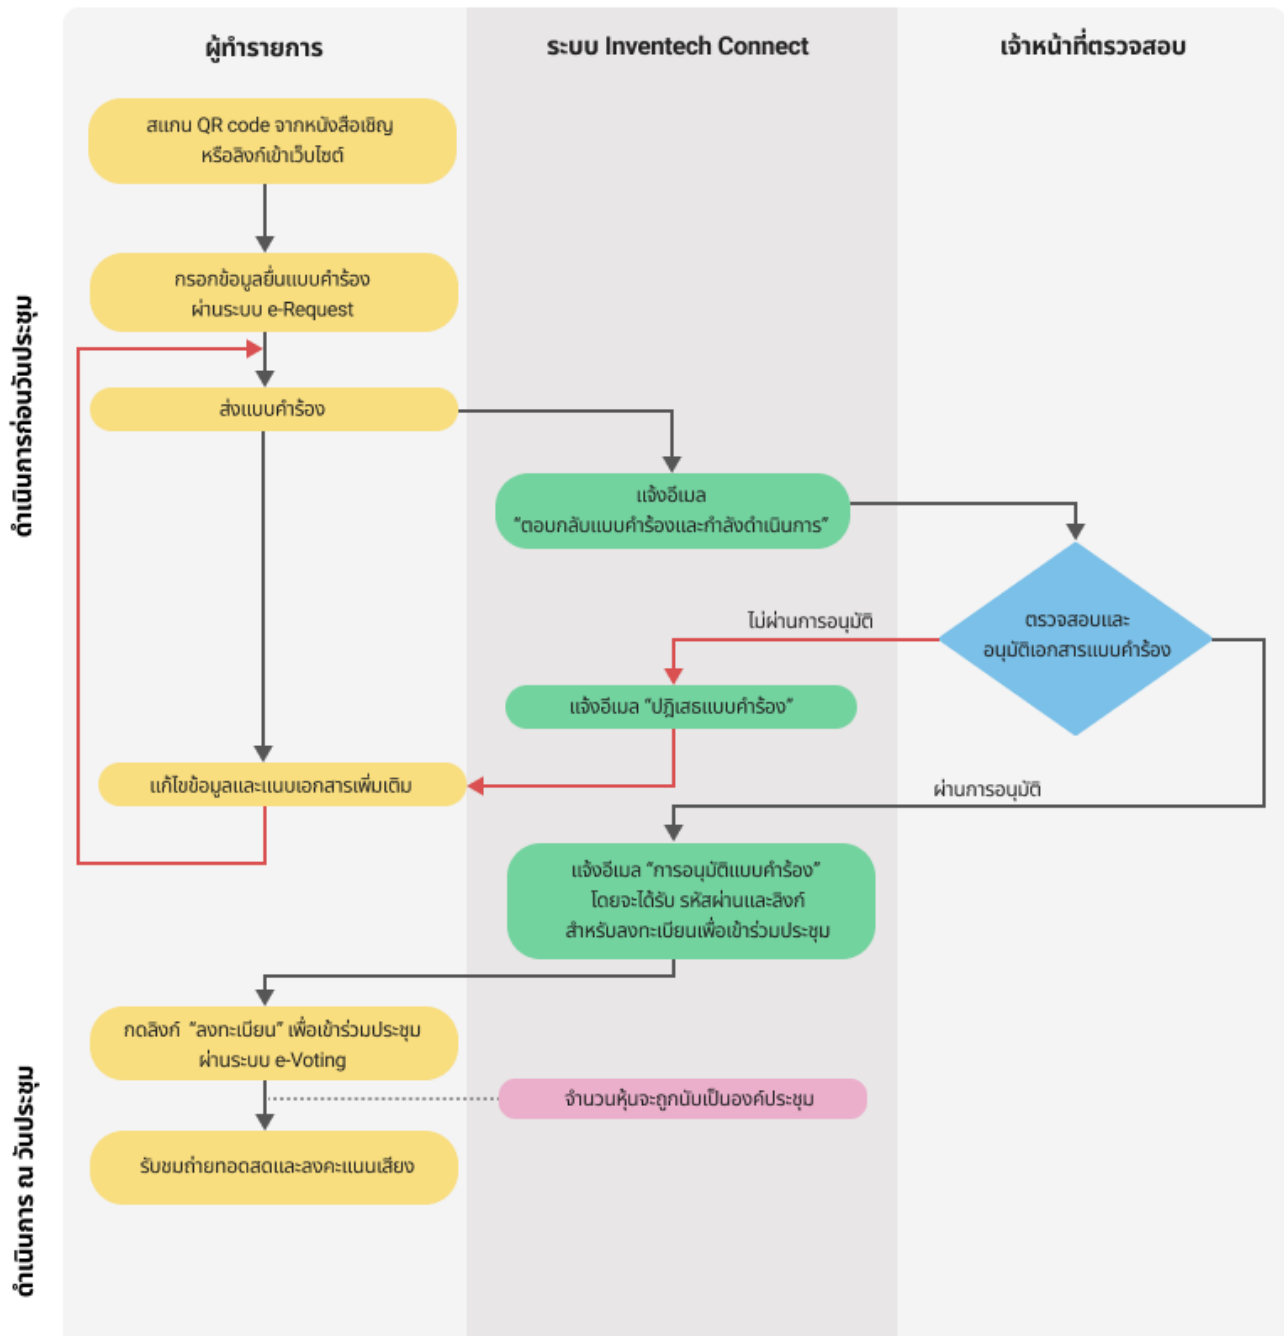 ผู้ทำรายการ
ระบบ Inventech Connect
เจ้าหน้าที่ตรวจสอบ
ดำเนินการก่อนวันประชุม
สแกน QR code จากหนังสือเชิญ
หรือลิงก์เข้าเว็บไซต์
กรอกข้อมูลยื่นแบบคำร้อง
ผ่านระบบ e-Request
ส่งแบบคำร้อง
แจ้งอีเมล
“ตอบกลับแบบคำร้องและกำลังดำเนินการ”
ตรวจสอบและ
อนุมัติเอกสารแบบคำร้อง
ไม่ผ่านการอนุมัติ
แจ้งอีเมล “ปฏิเสธแบบคำร้อง”
แก้ไขข้อมูลและแนบเอกสารเพิ่มเติม
ผ่านการอนุมัติ
แจ้งอีเมล “การอนุมัติแบบคำร้อง”
โดยจะได้รับ รหัสผ่านและลิงก์
สำหรับลงทะเบียนเพื่อเข้าร่วมประชุม
ดำเนินการ ณ วันประชุม
กดลิงก์ “ลงทะเบียน” เพื่อเข้าร่วมประชุม
ผ่านระบบ e-Voting
จำนวนหุ้นจะถูกนับเป็นองค์ประชุม
รับชมถ่ายทอดสดและลงคะแนนเสียง